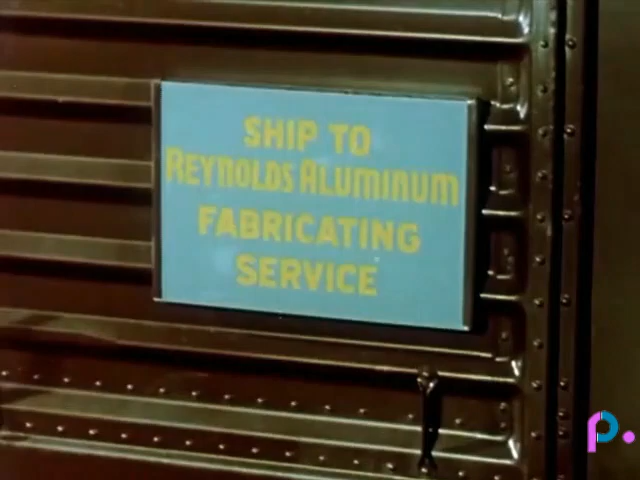 SHIP TO
REYNOLDS ALUMINUM
FABRICATING
SERVICE
p.